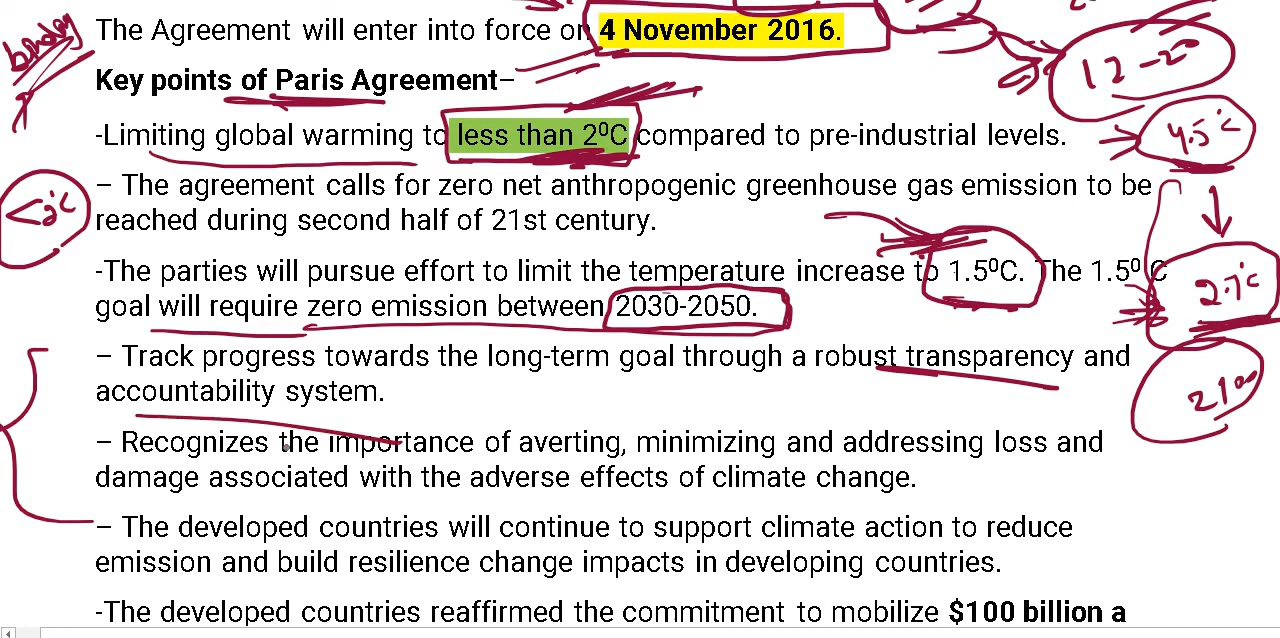 The Agreement will enter into force on 4 November 2016.
Key points of Paris Agreement–
12-2°
-Limiting global warming to less than 2⁰C compared to pre-industrial levels.
4.5°C
– The agreement calls for zero net anthropogenic greenhouse gas emission to be
<2°C
reached during second half of 21st century.
-The parties will pursue effort to limit the temperature increase to 1.5⁰C. The 1.5⁰ C
2.7°C
goal will require zero emission between 2030-2050.
– Track progress towards the long-term goal through a robust transparency and
accountability system.
2100
– Recognizes the importance of averting, minimizing and addressing loss and
damage associated with the adverse effects of climate change.
– The developed countries will continue to support climate action to reduce
emission and build resilience change impacts in developing countries.
-The developed countries reaffirmed the commitment to mobilize $100 billion a